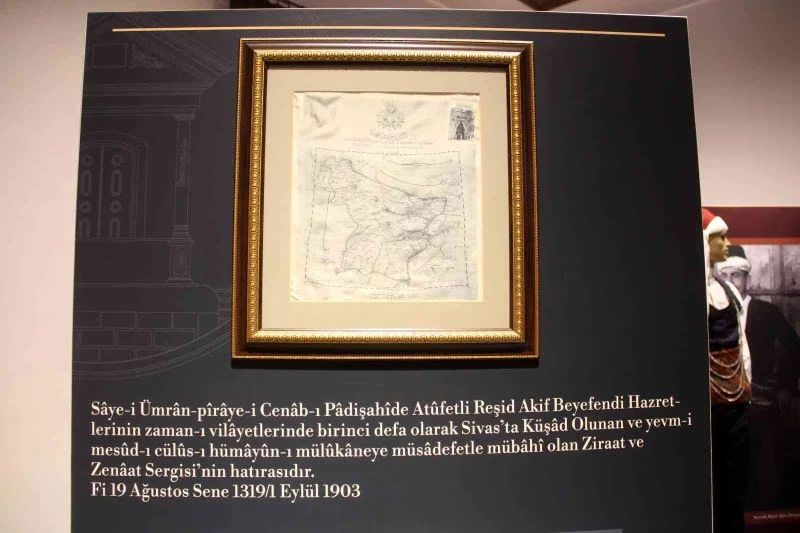 Sâye-i Ümrân-pîrâye-i Cenâb-ı Pâdişahîde Atûfetli Reşid Akif Beyefendi Hazret-
lerinin zaman-ı vilâyetlerinde birinci defa olarak Sivas'ta Küşâd Olunan ve yevm-i
mesûd-ı cülûs-ı hümâyûn-ı mülûkâneye müsâdefetle mübâhî olan Ziraat ve
Zenâat Sergisi'nin hatırasıdır.
Fi 19 Ağustos Sene 1319/1 Eylül 1903